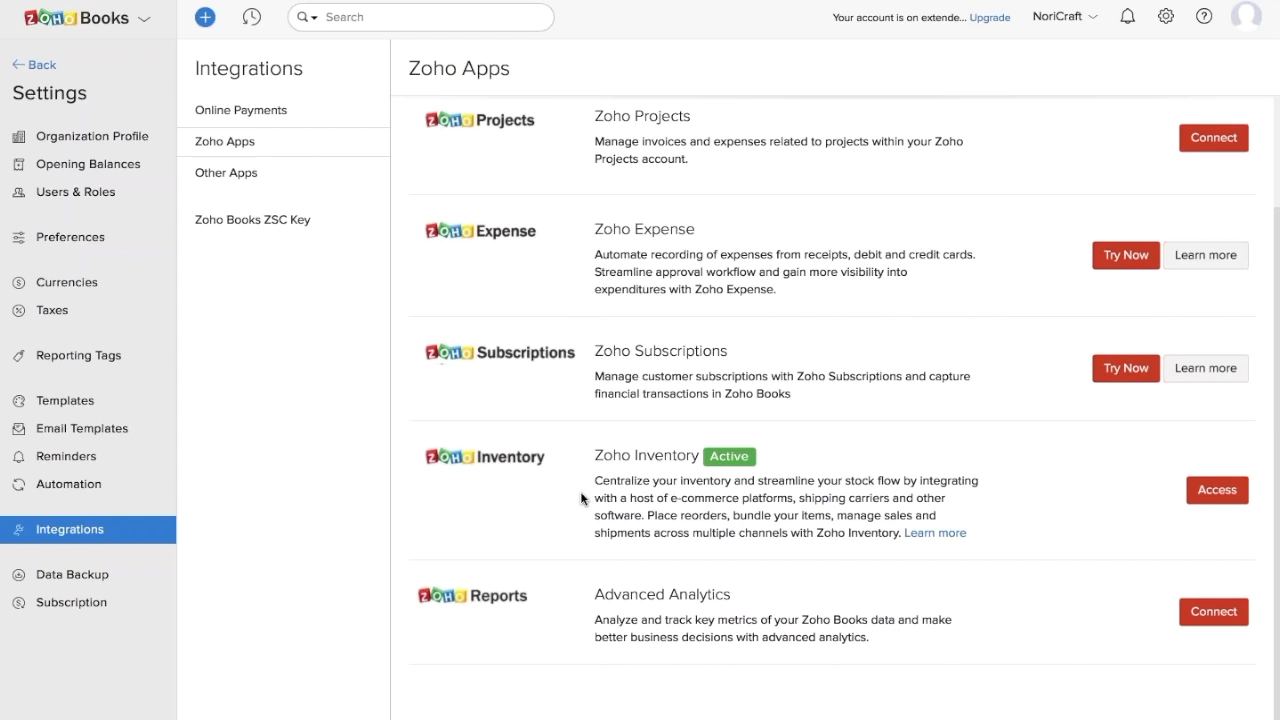 ZOHO Books
Search
Your account is on extende... Upgrade
NoriCraft
Back
Settings
Organization Profile
Opening Balances
Users & Roles
Preferences
Currencies
Taxes
Reporting Tags
Templates
Email Templates
Reminders
Automation
Integrations
Data Backup
Subscription
Integrations
Online Payments
Zoho Apps
Other Apps
Zoho Books ZSC Key
Zoho Apps
ZOHO Projects
Zoho Projects
Manage invoices and expenses related to projects within your Zoho
Projects account.
Connect
ZOHO Expense
Zoho Expense
Automate recording of expenses from receipts, debit and credit cards.
Streamline approval workflow and gain more visibility into
expenditures with Zoho Expense.
Try Now
Learn more
ZOHO Subscriptions
Zoho Subscriptions
Manage customer subscriptions with Zoho Subscriptions and capture
financial transactions in Zoho Books
Try Now
Learn more
ZOHO Inventory
Zoho Inventory Active
Centralize your inventory and streamline your stock flow by integrating
with a host of e-commerce platforms, shipping carriers and other
software. Place reorders, bundle your items, manage sales and
shipments across multiple channels with Zoho Inventory. Learn more
Access
ZOHO Reports
Advanced Analytics
Analyze and track key metrics of your Zoho Books data and make
better business decisions with advanced analytics.
Connect